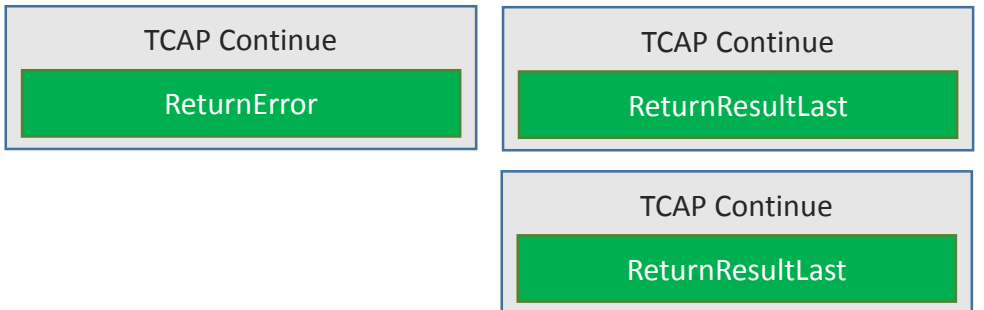 TCAP Continue
ReturnError
TCAP Continue
ReturnResultLast
TCAP Continue
ReturnResultLast